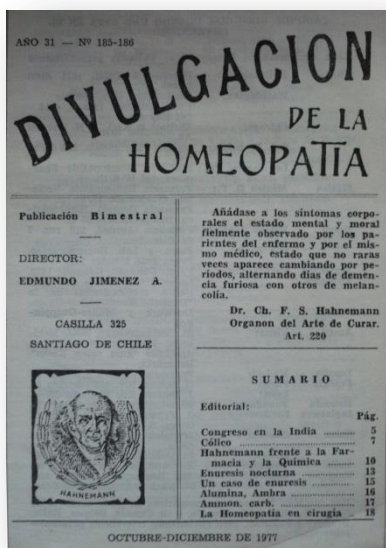 AÑO 31 — Nº 185-186
DIVULGACION
DE LA
HOMEOPATIA
Publicación Bimestral
DIRECTOR:
EDMUNDO JIMENEZ A.
CASILLA 325
SANTIAGO DE CHILE
HAHNEMANN
Añádase a los síntomas corpo-
rales el estado mental y moral
fielmente observado por los pa-
rientes del enfermo y por el mis-
mo médico, estado que no raras
veces aparece cambiando por pe-
riodos, alternando días de demen-
cia furiosa con otros de melan-
colía.
Dr. Ch. F. S. Hahnemann
Organon del Arte de Curar.
Art. 220
SUMARIO
Editorial:
Pág.
Congreso en la India ............ 5
Cólico ............ 7
Hahnemann frente a la Far-
macia y la Química ............ 10
Enuresis nocturna ............ 13
Un caso de enuresis ............ 15
Alumina, Ambra ............ 16
Ammon. carb. ............ 17
La Homeopatía en cirugía ... 18
OCTUBRE-DICIEMBRE DE 1977